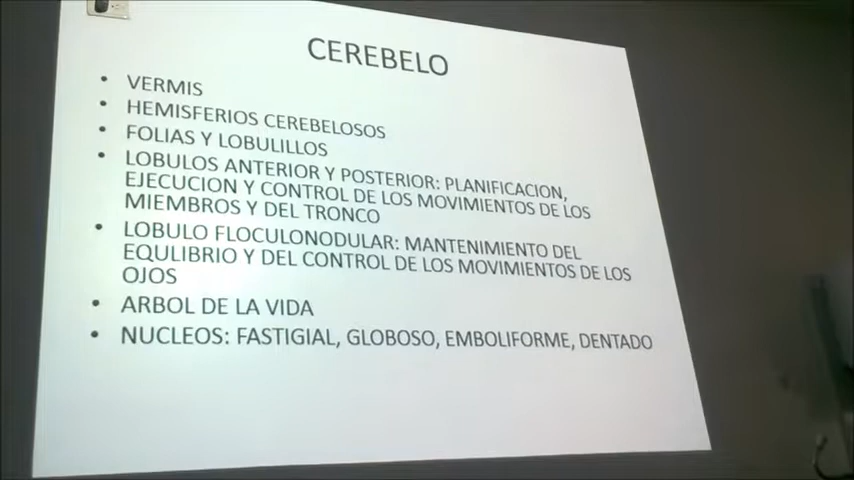 CEREBELO
• VERMIS
• HEMISFERIOS CEREBELOSOS
• FOLIAS Y LOBULILLOS
• LOBULOS ANTERIOR Y POSTERIOR: PLANIFICACION,
EJECUCION Y CONTROL DE LOS MOVIMIENTOS DE LOS
MIEMBROS Y DEL TRONCO
• LOBULO FLOCULONODULAR: MANTENIMIENTO DEL
EQUILIBRIO Y DEL CONTROL DE LOS MOVIMIENTOS DE LOS
OJOS
• ARBOL DE LA VIDA
• NUCLEOS: FASTIGIAL, GLOBOSO, EMBOLIFORME, DENTADO